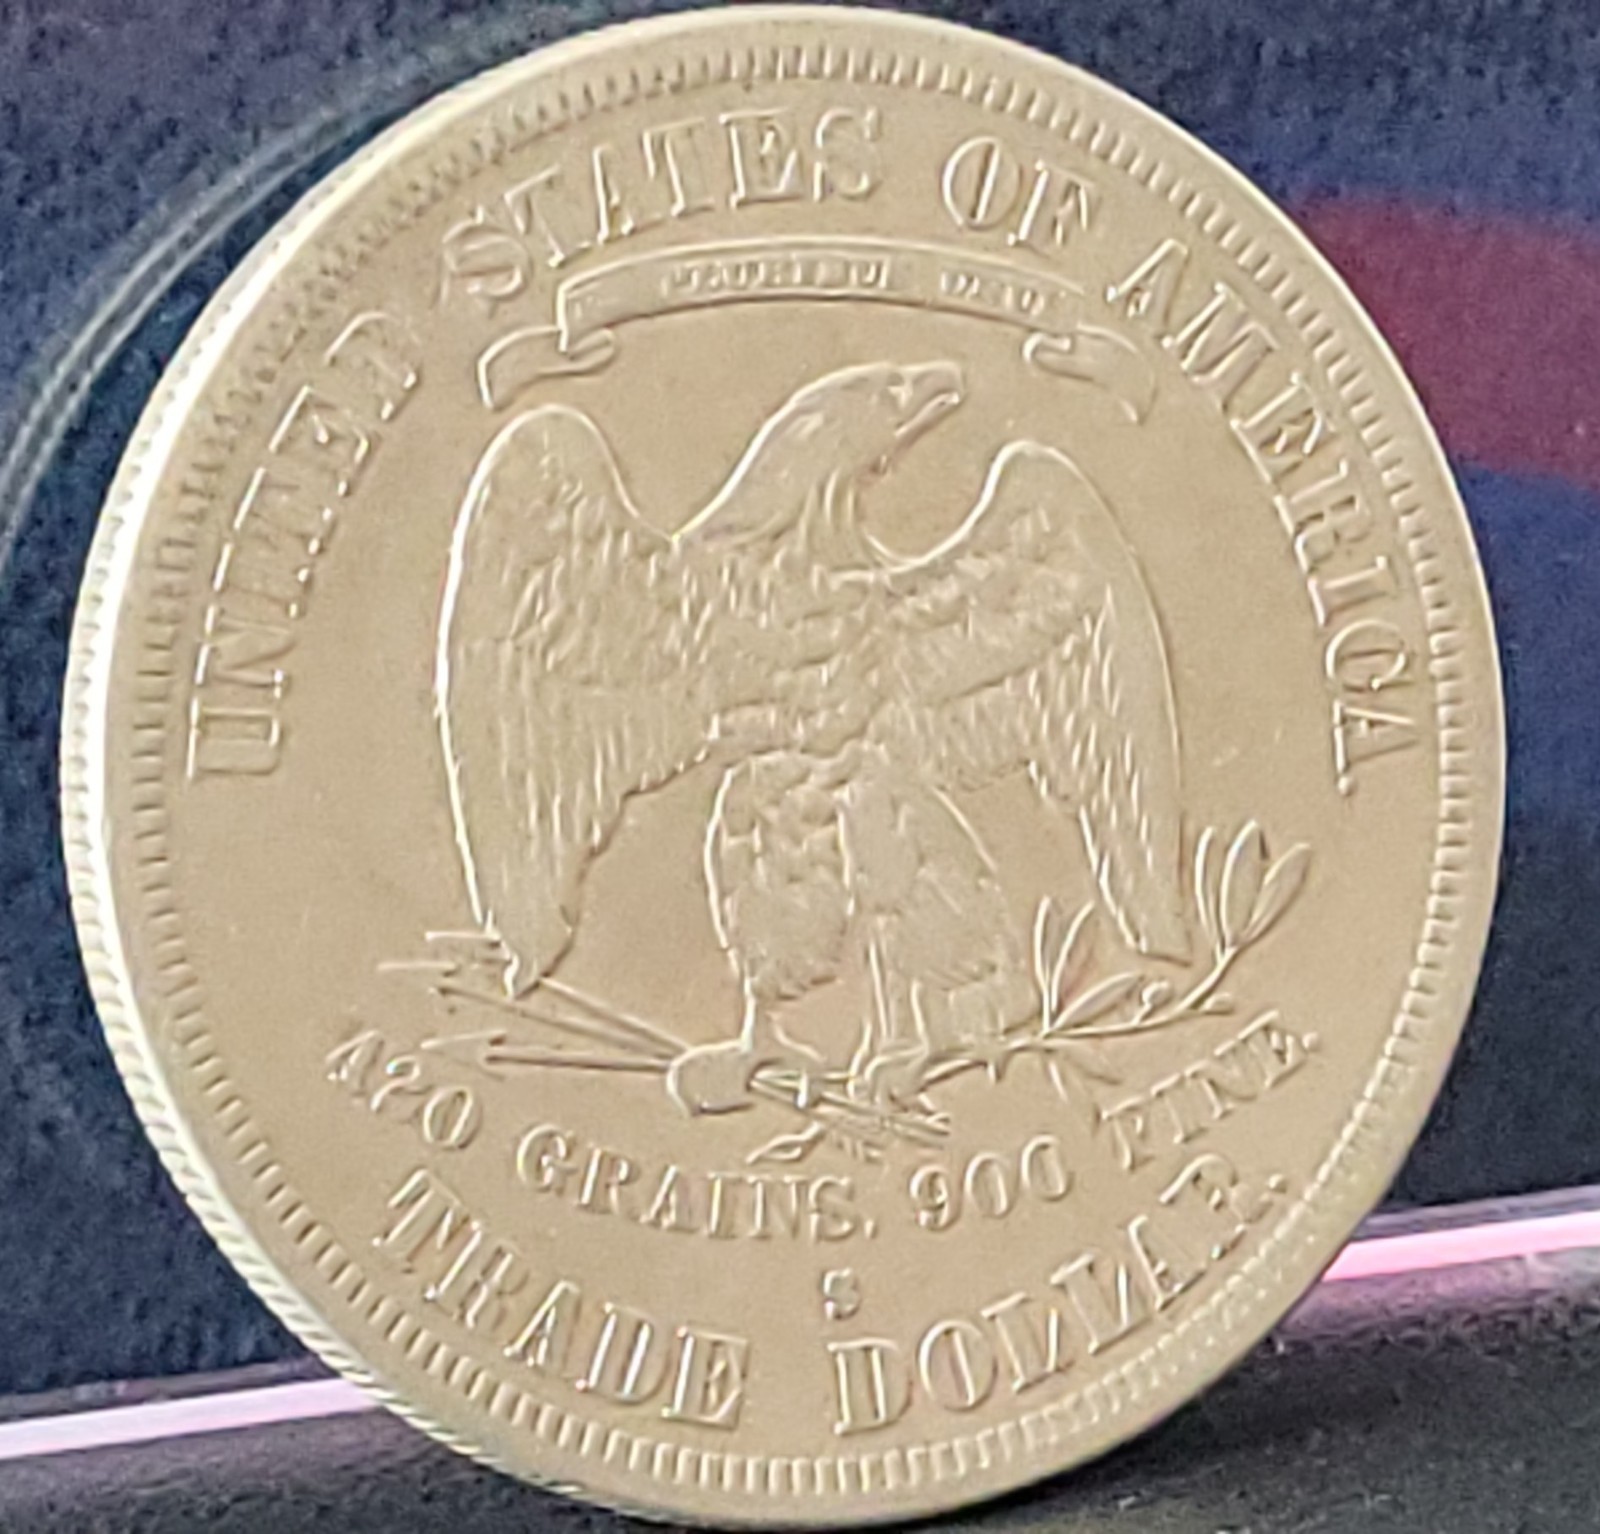 UNITED STATES OF AMERICA.
420 GRAINS. 900 FINE.
S
TRADE DOLLAR.